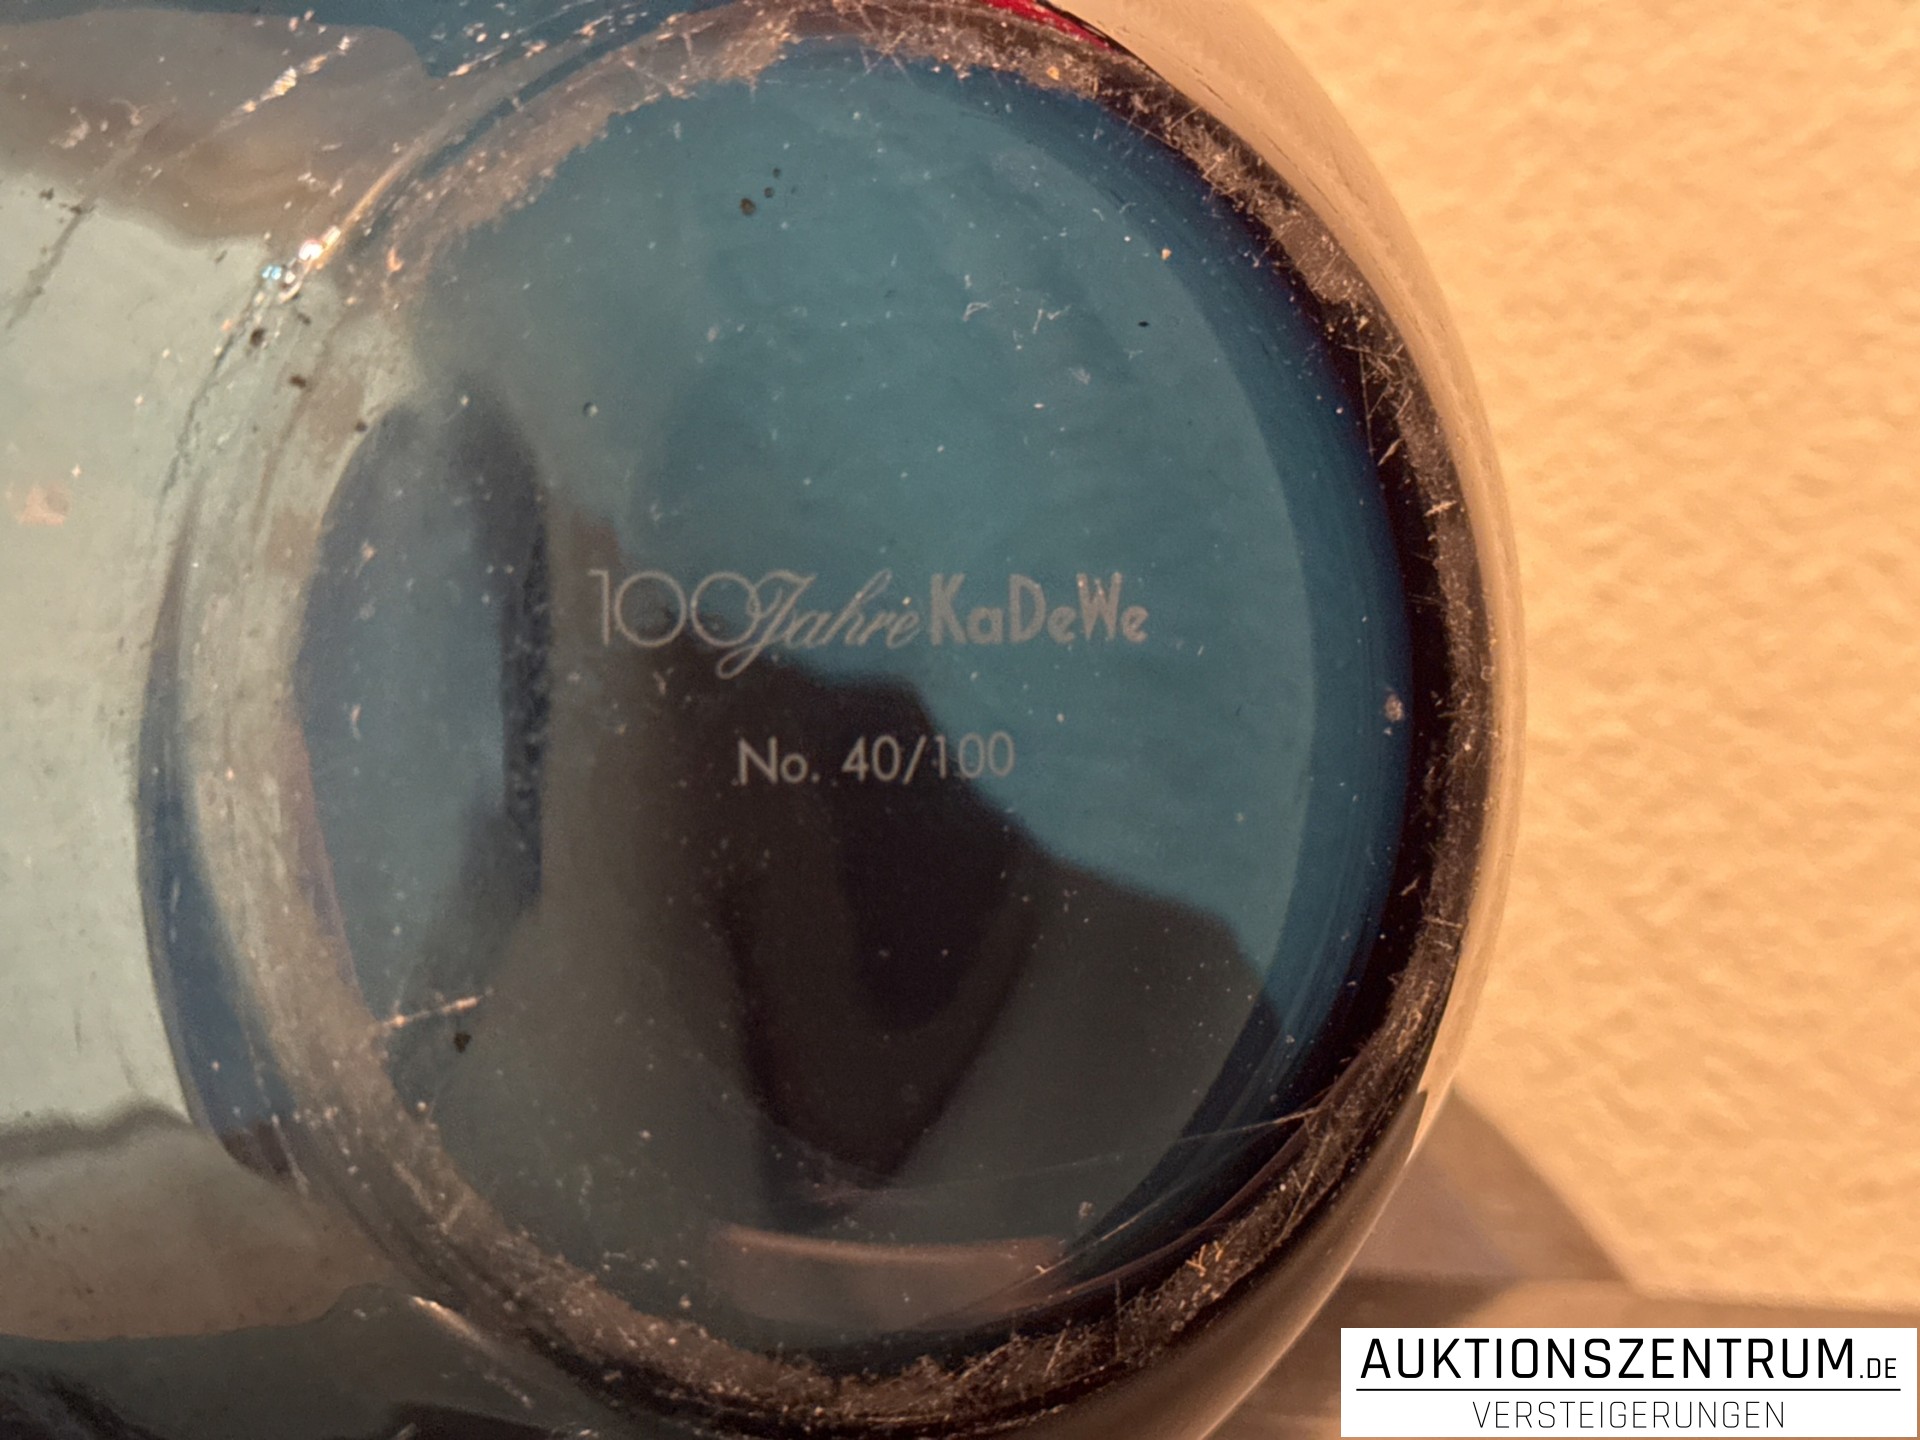 100 Jahre KaDeWe
No. 40/100
AUKTIONSZENTRUM.DE
VERSTEIGERUNGEN